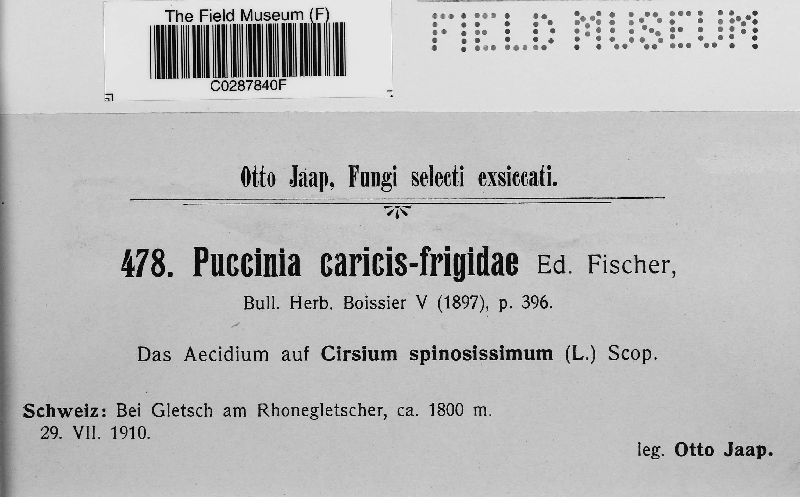 The Field Museum (F)
FIELD MUSEUM
C0287840F
Otto Jaap, Fungi selecti exsiccati.
478. Puccinia caricis-frigidae Ed. Fischer,
Bull. Herb. Boissier V (1897), p. 396.
Das Aecidium auf Cirsium spinosissimum (L.) Scop.
Schweiz: Bei Gletsch am Rhonegletscher, ca. 1800 m.
29. VII. 1910.
leg. Otto Jaap.